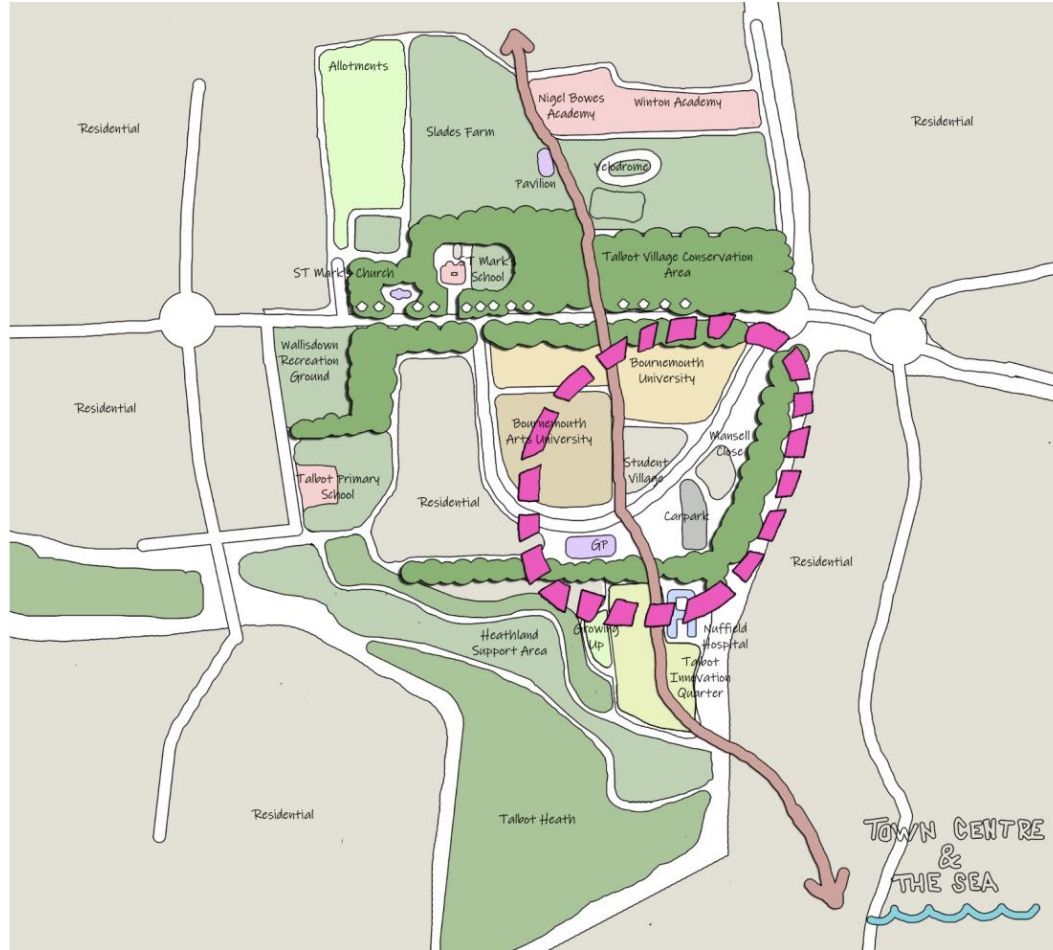 Allotments
Nigel Bowes
Academy
Winton Academy
Residential
Slades Farm
Residential
Velodrome
Pavilion
ST Mark
Church
T Mark
School
Talbot Village Conservation
Area
Wallisdown
Recreation
Ground
Bournemouth
University
Residential
Bournemouth
Arts University
Mansell
Close
Student
Village
Talbot Primary
School
Residential
Carpark
GP
Residential
Growing
Up
Nuffield
Hospital
Heathland
Support Area
Talbot
Innovation
Quarter
Residential
Talbot Heath
TOWN CENTRE
&
THE SEA